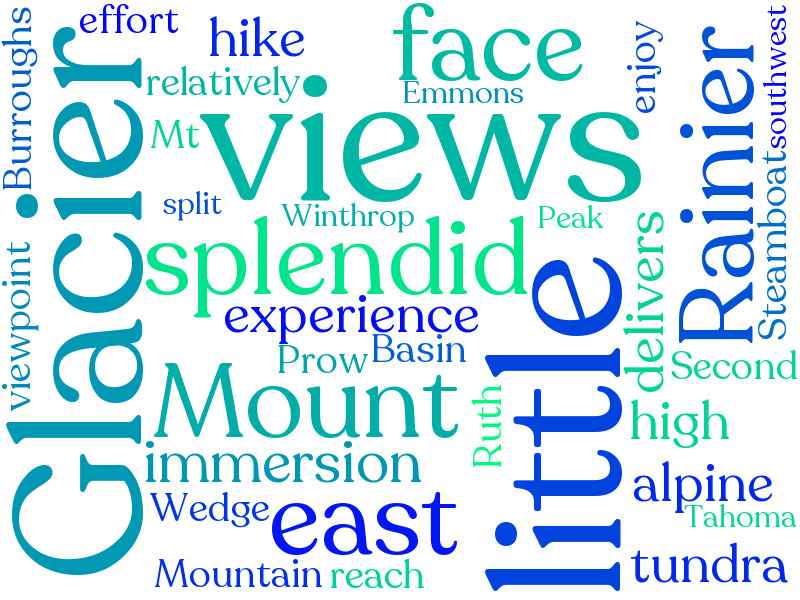 effort
hike
face
enjoy
southwest
Burroughs
Glacier
relatively
Emmons
Mt
views
Rainier
split
Winthrop
Peak
Steamboat
splendid
little
delivers
viewpoint
experience
Prow
Basin
Second
Mount
Ruth
high
immersion
alpine
Wedge
east
Tahoma
Mountain
reach
tundra